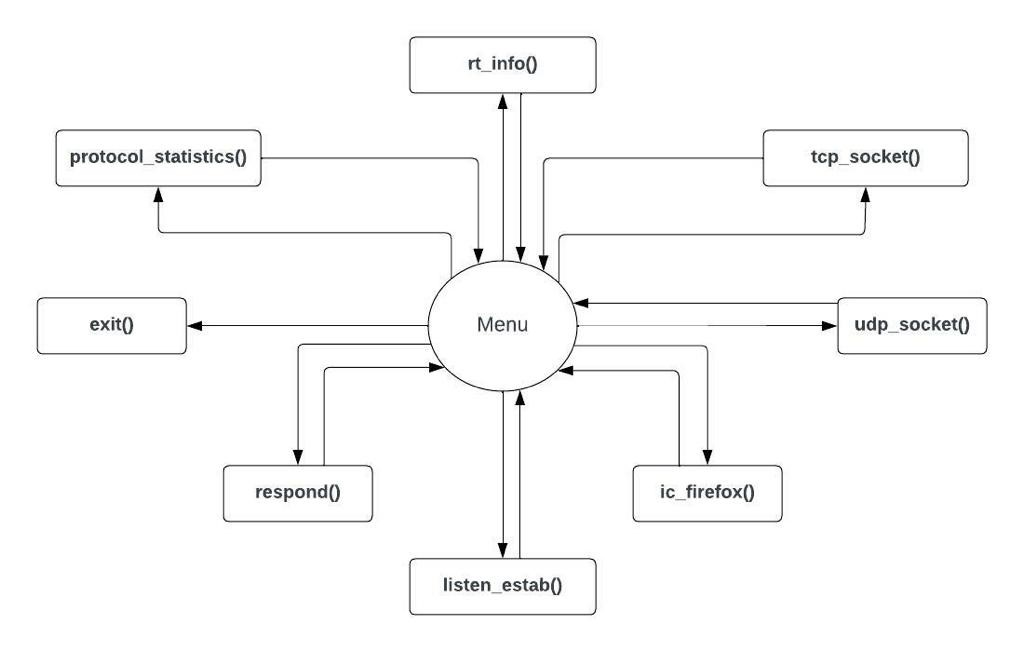 rt_info()
protocol_statistics()
tcp_socket()
exit()
Menu
udp_socket()
respond()
ic_firefox()
listen_estab()